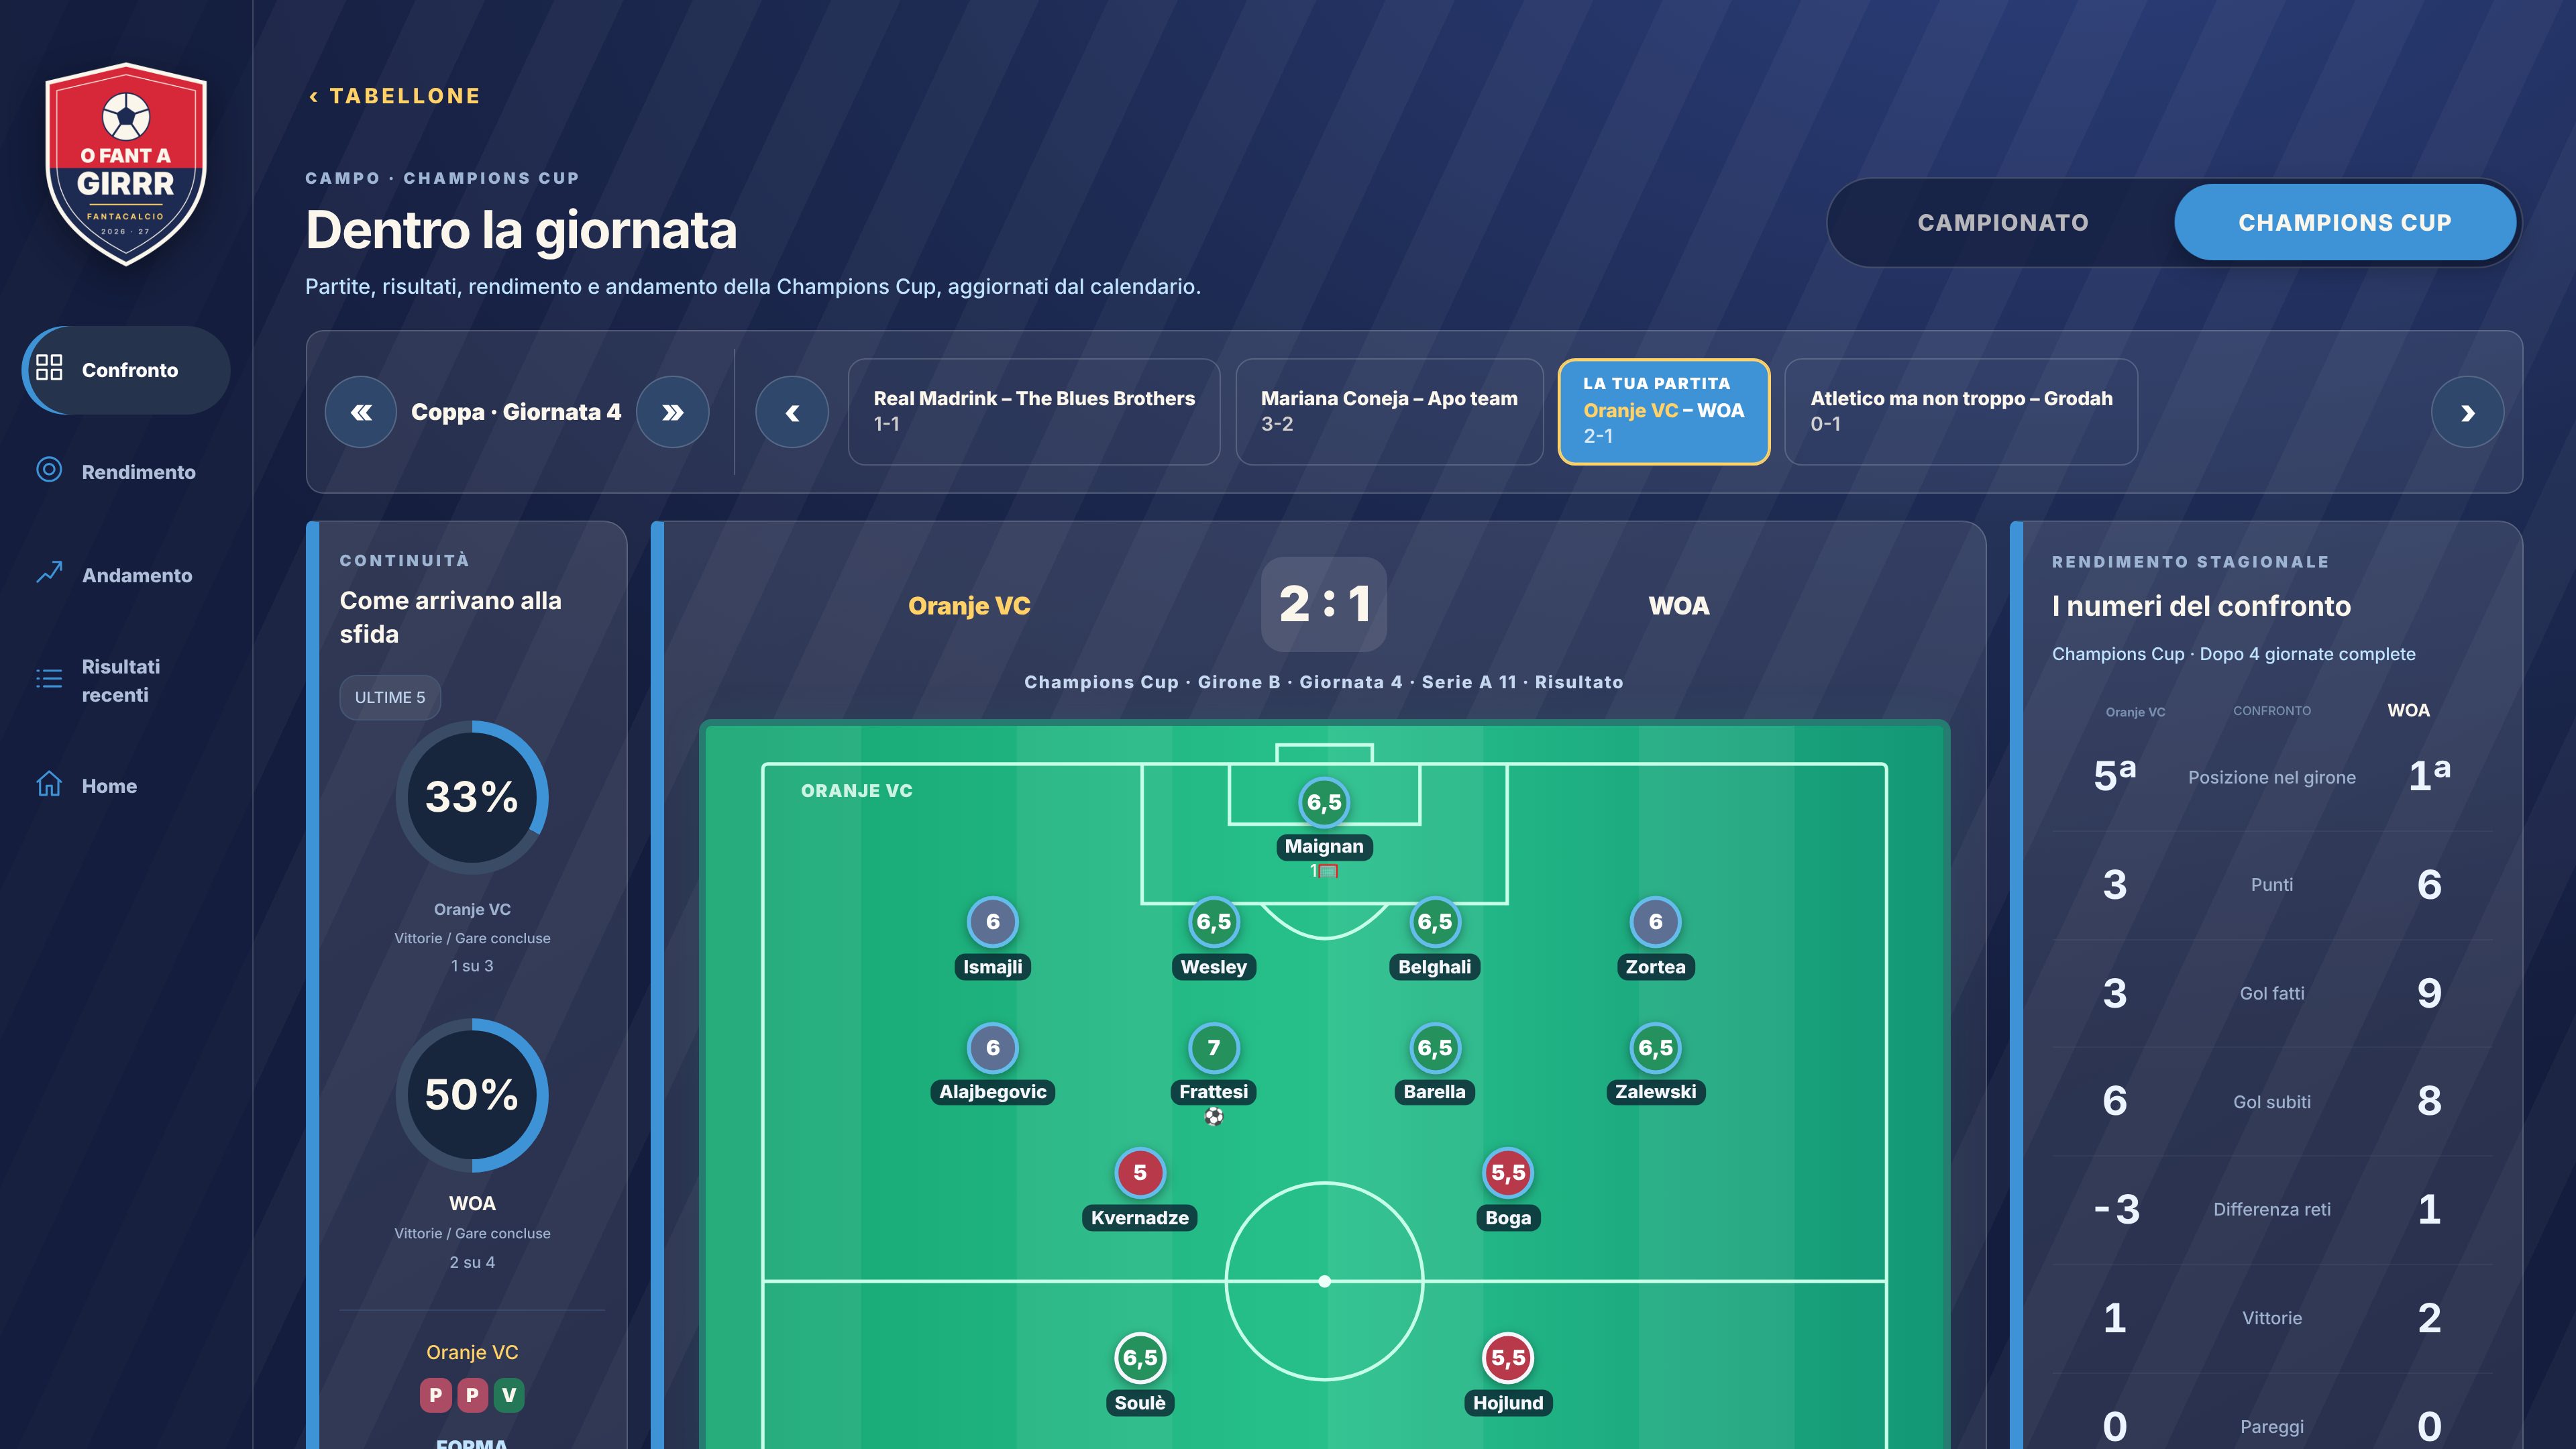 O FANT A
GIRRR
FANTACALCIO
2026 · 27
Confronto
Rendimento
Andamento
Risultati
recenti
Home
‹ TABELLONE
CAMPO · CHAMPIONS CUP
Dentro la giornata
Partite, risultati, rendimento e andamento della Champions Cup, aggiornati dal calendario.
CAMPIONATO
CHAMPIONS CUP
« Coppa · Giornata 4 »
‹
Real Madrink – The Blues Brothers
1-1
Mariana Coneja – Apo team
3-2
LA TUA PARTITA
Oranje VC – WOA
2-1
Atletico ma non troppo – Grodah
0-1
›
CONTINUITÀ
Come arrivano alla
sfida
ULTIME 5
33%
Oranje VC
Vittorie / Gare concluse
1 su 3
50%
WOA
Vittorie / Gare concluse
2 su 4
Oranje VC
P P V
FORMA
Oranje VC 2 : 1 WOA
Champions Cup · Girone B · Giornata 4 · Serie A 11 · Risultato
ORANJE VC
6,5
Maignan
1
6 6,5 6,5 6
Ismajli Wesley Belghali Zortea
6 7 6,5 6,5
Alajbegovic Frattesi Barella Zalewski
5 5,5
Kvernadze Boga
6,5 5,5
Soulè Hojlund
RENDIMENTO STAGIONALE
I numeri del confronto
Champions Cup · Dopo 4 giornate complete
Oranje VC CONFRONTO WOA
5ª Posizione nel girone 1ª
3 Punti 6
3 Gol fatti 9
6 Gol subiti 8
-3 Differenza reti 1
1 Vittorie 2
0 Pareggi 0